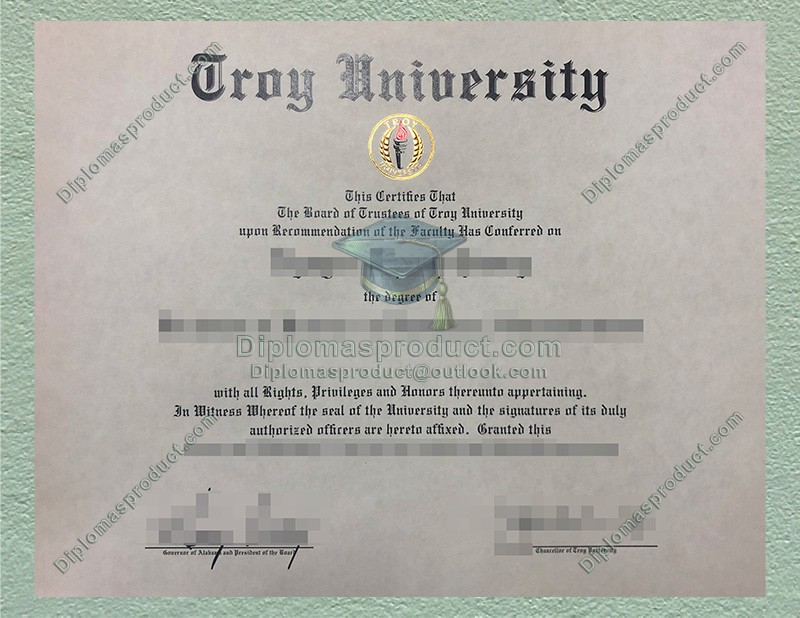 Troy University
TROY
UNIVERSITY
This Certifies That
The Board of Trustees of Troy University
upon Recommendation of the Faculty Has Conferred on
the degree of
Diplomasproduct.com
Diplomasproduct@outlook.com
with all Rights, Privileges and Honors thereunto appertaining.
In Witness Whereof the seal of the University and the signatures of its duly
authorized officers are hereto affixed. Granted this
Governor of Alabama and President of the Board
Chancellor of Troy University
Diplomasproduct.com
Diplomasproduct.com
Diplomasproduct.com
Diplomasproduct.com